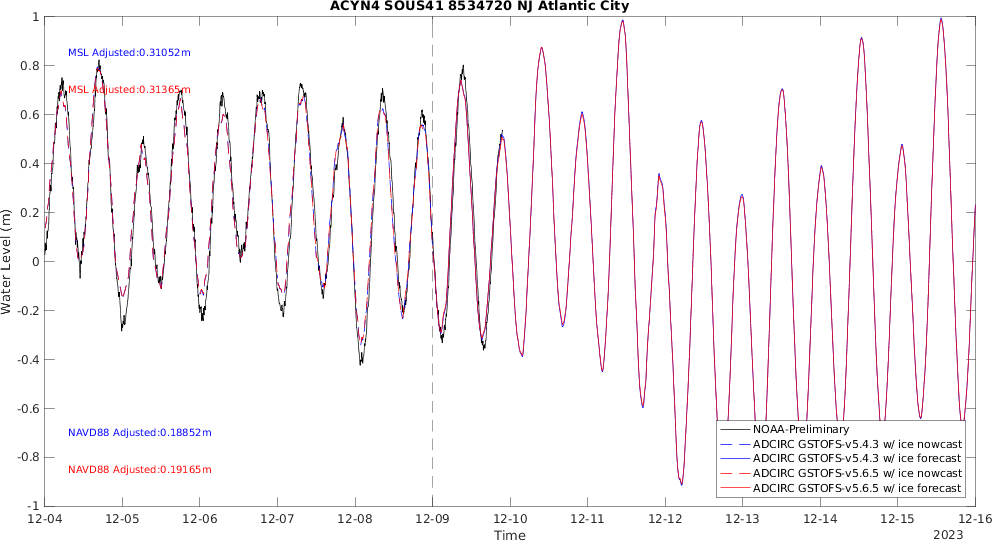 ACYN4 SOUS41 8534720 NJ Atlantic City
1
0.8
0.6
0.4
0.2
0
-0.2
-0.4
-0.6
-0.8
-1
Water Level (m)
MSL Adjusted:0.31052m
MSL Adjusted:0.31365m
NAVD88 Adjusted:0.18852m
NAVD88 Adjusted:0.19165m
NOAA-Preliminary
ADCIRC GSTOFS-v5.4.3 w/ ice nowcast
ADCIRC GSTOFS-v5.4.3 w/ ice forecast
ADCIRC GSTOFS-v5.6.5 w/ ice nowcast
ADCIRC GSTOFS-v5.6.5 w/ ice forecast
12-04 12-05 12-06 12-07 12-08 12-09 12-10 12-11 12-12 12-13 12-14 12-15 12-16
Time
2023